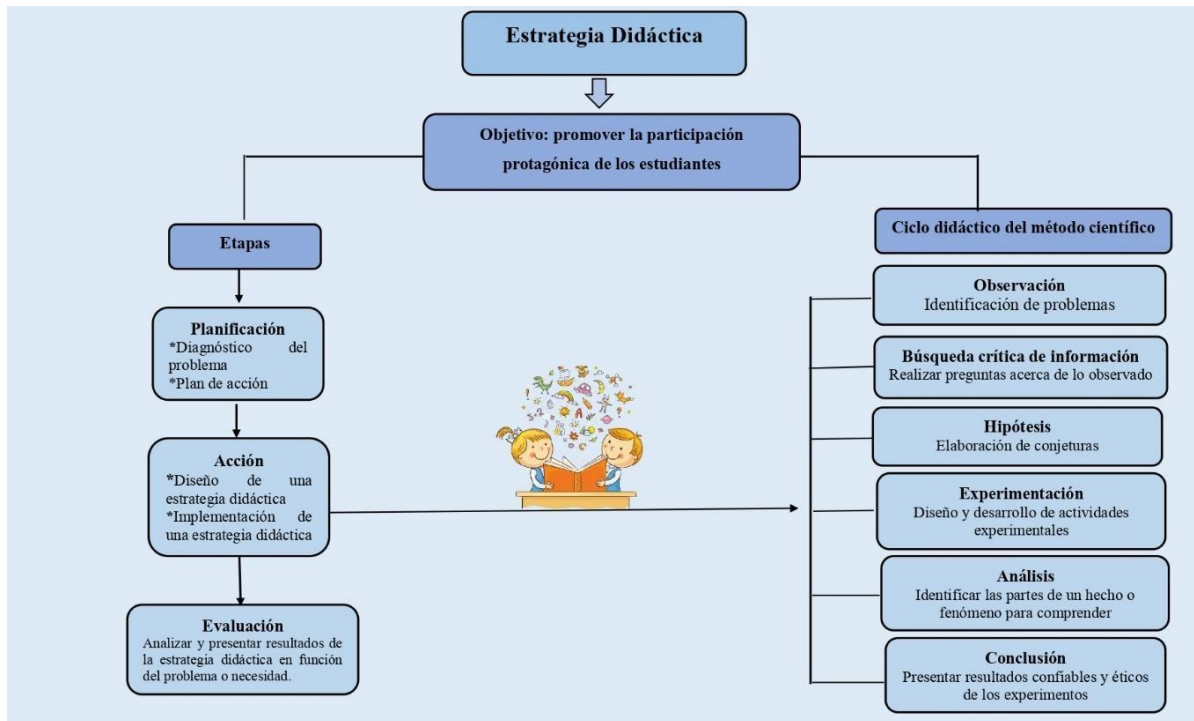 Estrategia Didáctica
Objetivo: promover la participación
protagónica de los estudiantes
Etapas
Planificación
*Diagnóstico del
problema
*Plan de acción
Acción
*Diseño de una
estrategia didáctica
*Implementación de
una estrategia didáctica
Evaluación
Analizar y presentar resultados de
la estrategia didáctica en función
del problema o necesidad.
Ciclo didáctico del método científico
Observación
Identificación de problemas
Búsqueda crítica de información
Realizar preguntas acerca de lo observado
Hipótesis
Elaboración de conjeturas
Experimentación
Diseño y desarrollo de actividades
experimentales
Análisis
Identificar las partes de un hecho o
fenómeno para comprender
Conclusión
Presentar resultados confiables y éticos
de los experimentos